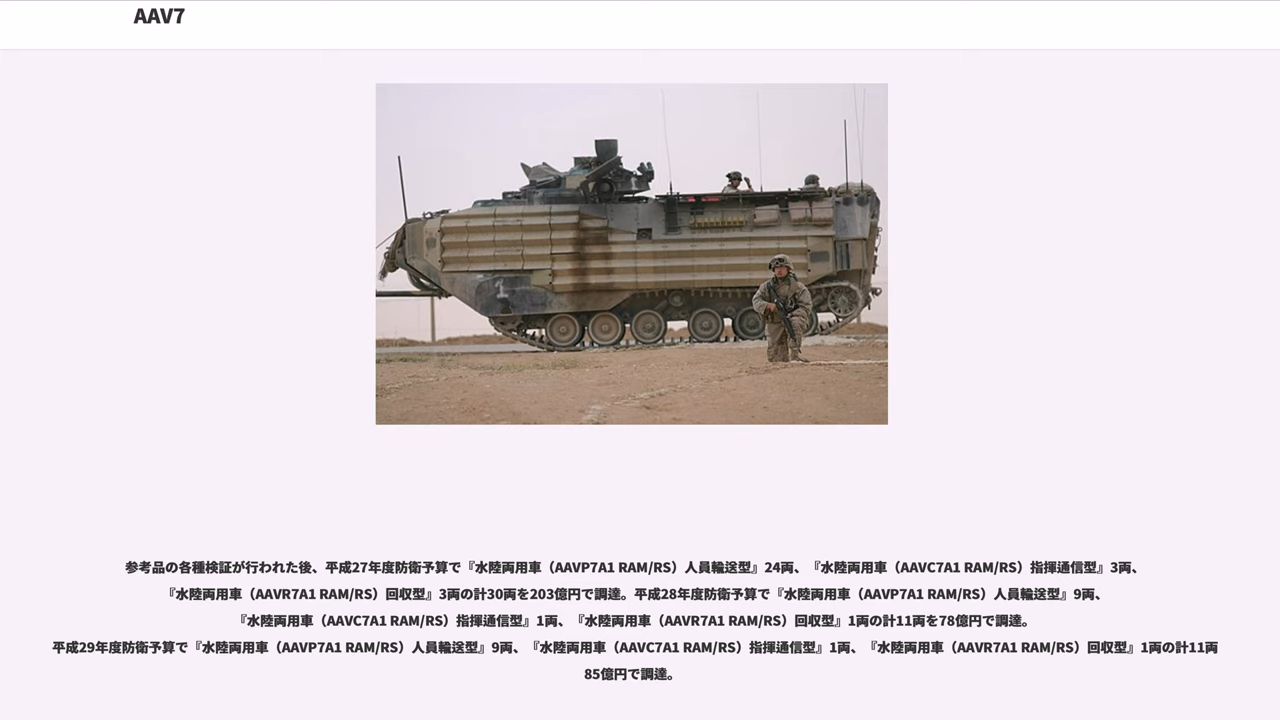 AAV7
1
参考品の各種検証が行われた後、平成27年度防衛予算で『水陸両用車（AAVP7A1 RAM/RS）人員輸送型』24両、『水陸両用車（AAVC7A1 RAM/RS）指揮通信型』3両、
『水陸両用車（AAVR7A1 RAM/RS）回収型』3両の計30両を203億円で調達。平成28年度防衛予算で『水陸両用車（AAVP7A1 RAM/RS）人員輸送型』9両、
『水陸両用車（AAVC7A1 RAM/RS）指揮通信型』1両、『水陸両用車（AAVR7A1 RAM/RS）回収型』1両の計11両を78億円で調達。
平成29年度防衛予算で『水陸両用車（AAVP7A1 RAM/RS）人員輸送型』9両、『水陸両用車（AAVC7A1 RAM/RS）指揮通信型』1両、『水陸両用車（AAVR7A1 RAM/RS）回収型』1両の計11両
85億円で調達。